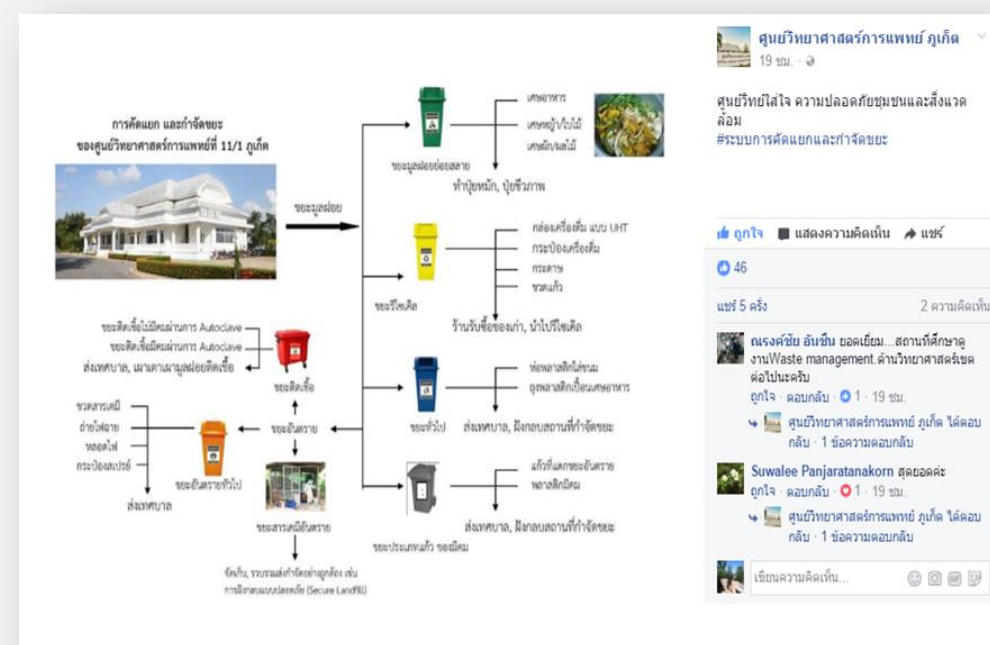 การคัดแยก และกำจัดขยะ
ของศูนย์วิทยาศาสตร์การแพทย์ที่ 11/1 ภูเก็ต
ขยะมูลฝอย
เศษอาหาร
เศษหญ้า/ใบไม้
เศษผัก/ผลไม้
ขยะมูลฝอยย่อยสลาย
ทำปุ๋ยหมัก, ปุ๋ยชีวภาพ
กล่องเครื่องดื่ม แบบ UHT
กระป๋องเครื่องดื่ม
กระดาษ
ขวดแก้ว
ขยะรีไซเคิล
ร้านรับซื้อของเก่า, นำไปรีไซเคิล
ขยะติดเชื้อไม่มีคมผ่านการ Autoclave
ขยะติดเชื้อมีคมผ่านการ Autoclave
ส่งเทศบาล, เผาเตาเผามูลฝอยติดเชื้อ
ขยะติดเชื้อ
ห่อพลาสติกใส่ขนม
ถุงพลาสติกเปื้อนเศษอาหาร
ขยะทั่วไป
ส่งเทศบาล, ฝังกลบสถานที่กำจัดขยะ
ขวดสารเคมี
ถ่ายไฟฉาย
หลอดไฟ
กระป๋องสเปรย์
ขยะอันตราย
ขยะอันตรายทั่วไป
ส่งเทศบาล
ขยะสารเคมีอันตราย
แก้วที่แตกขยะอันตราย
พลาสติกมีคม
ส่งเทศบาล, ฝังกลบสถานที่กำจัดขยะ
ขยะประเภทแก้ว ของมีคม
จัดเก็บ, รวบรวมส่งกำจัดอย่างถูกต้อง เช่น
การฝังกลบแบบปลอดภัย (Secure Landfill)
ศูนย์วิทยาศาสตร์การแพทย์ ภูเก็ต
19 ชม. ·
ศูนย์วิทย์ใส่ใจ ความปลอดภัยชุมชนและสิ่งแวด
ล้อม
#ระบบการคัดแยกและกำจัดขยะ
ถูกใจ แสดงความคิดเห็น แชร์
46
แชร์ 5 ครั้ง 2 ความคิดเห็น
ณรงค์ชัย อันชื่น ยอดเยี่ยม...สถานที่ศึกษาดู
งานWaste management.ด้านวิทยาศาสตร์เขต
ต่อไปนะครับ
ถูกใจ · ตอบกลับ · 1 · 19 ชม.
ศูนย์วิทยาศาสตร์การแพทย์ ภูเก็ต ได้ตอบ
กลับ · 1 ข้อความตอบกลับ
Suwalee Panjaratanakorn สุดยอดค่ะ
ถูกใจ · ตอบกลับ · 1 · 19 ชม.
ศูนย์วิทยาศาสตร์การแพทย์ ภูเก็ต ได้ตอบ
กลับ · 1 ข้อความตอบกลับ
เขียนความคิดเห็น...